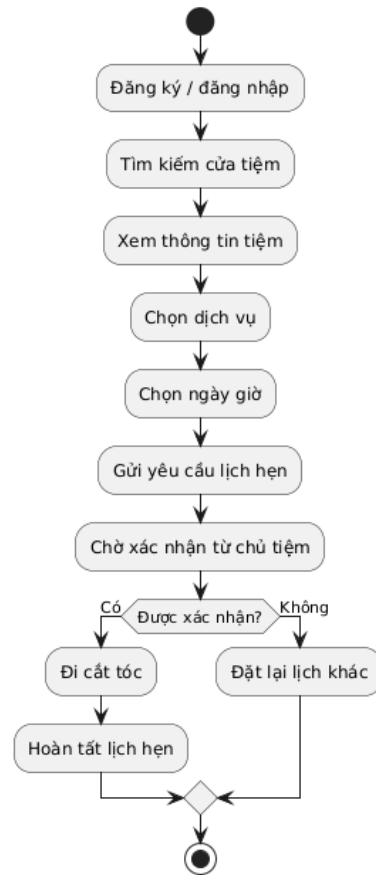 Đăng ký / đăng nhập
Tìm kiếm cửa tiệm
Xem thông tin tiệm
Chọn dịch vụ
Chọn ngày giờ
Gửi yêu cầu lịch hẹn
Chờ xác nhận từ chủ tiệm
Được xác nhận?
Có
Không
Đi cắt tóc
Đặt lại lịch khác
Hoàn tất lịch hẹn